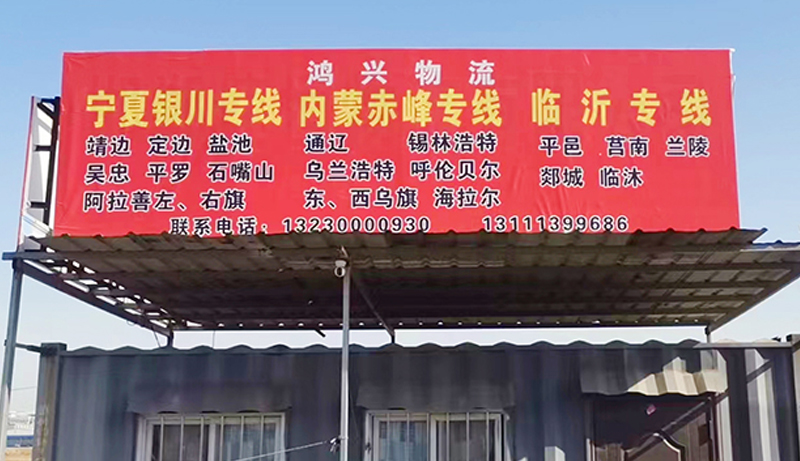 鸿兴物流
宁夏银川专线 内蒙赤峰专线 临沂专线
靖边 定边 盐池 通辽 锡林浩特 平邑 莒南 兰陵
吴忠 平罗 石嘴山 乌兰浩特 呼伦贝尔 郯城 临沭
阿拉善左、右旗 东、西乌旗 海拉尔
联系电话：13230000930 13111399686